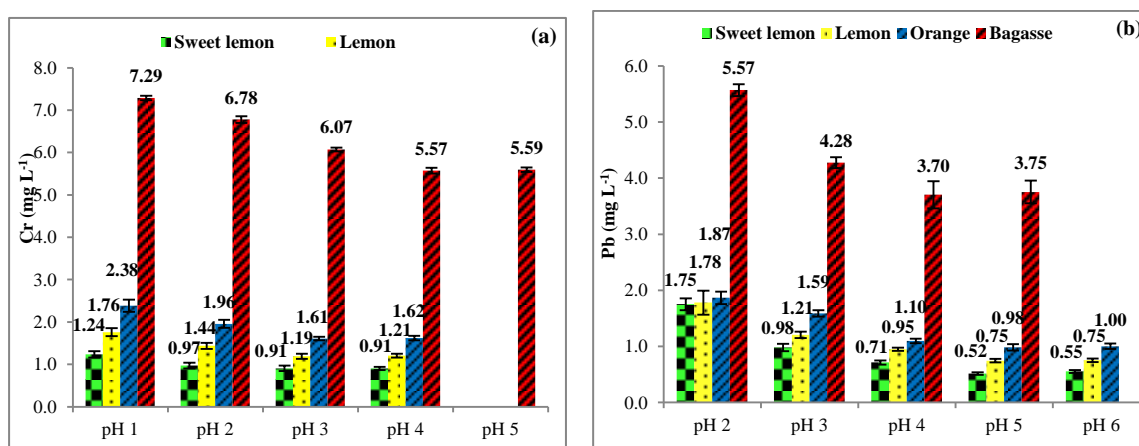 (a)
Sweet lemon Lemon
Cr (mg L-1)
8.0
7.0
6.0
5.0
4.0
3.0
2.0
1.0
0.0
1.24 1.76 2.38 7.29
0.97 1.44 1.96 6.78
0.91 1.19 1.61 6.07
0.91 1.21 1.62 5.57
5.59
pH 1 pH 2 pH 3 pH 4 pH 5
(b)
Sweet lemon Lemon Orange Bagasse
Pb (mg L-1)
6.0
5.0
4.0
3.0
2.0
1.0
0.0
1.75 1.78 1.87 5.57
0.98 1.21 1.59 4.28
0.71 0.95 1.10 3.70
0.52 0.75 0.98 3.75
0.55 0.75 1.00
pH 2 pH 3 pH 4 pH 5 pH 6